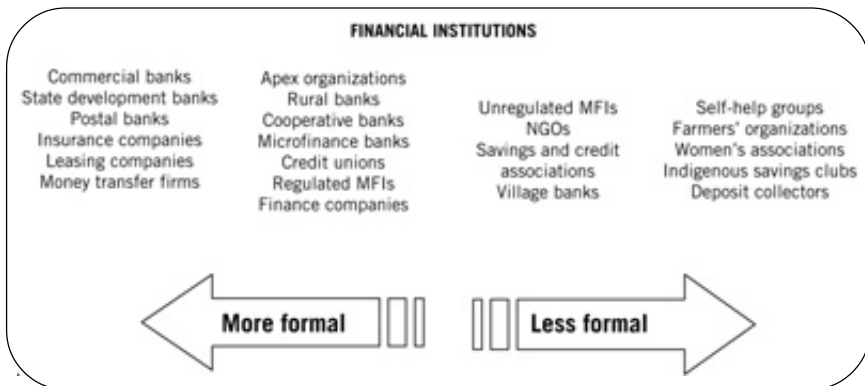 FINANCIAL INSTITUTIONS
Commercial banks
State development banks
Postal banks
Insurance companies
Leasing companies
Money transfer firms
Apex organizations
Rural banks
Cooperative banks
Microfinance banks
Credit unions
Regulated MFIs
Finance companies
Unregulated MFIs
NGOs
Savings and credit
associations
Village banks
Self-help groups
Farmers' organizations
Women's associations
Indigenous savings clubs
Deposit collectors
More formal
Less formal